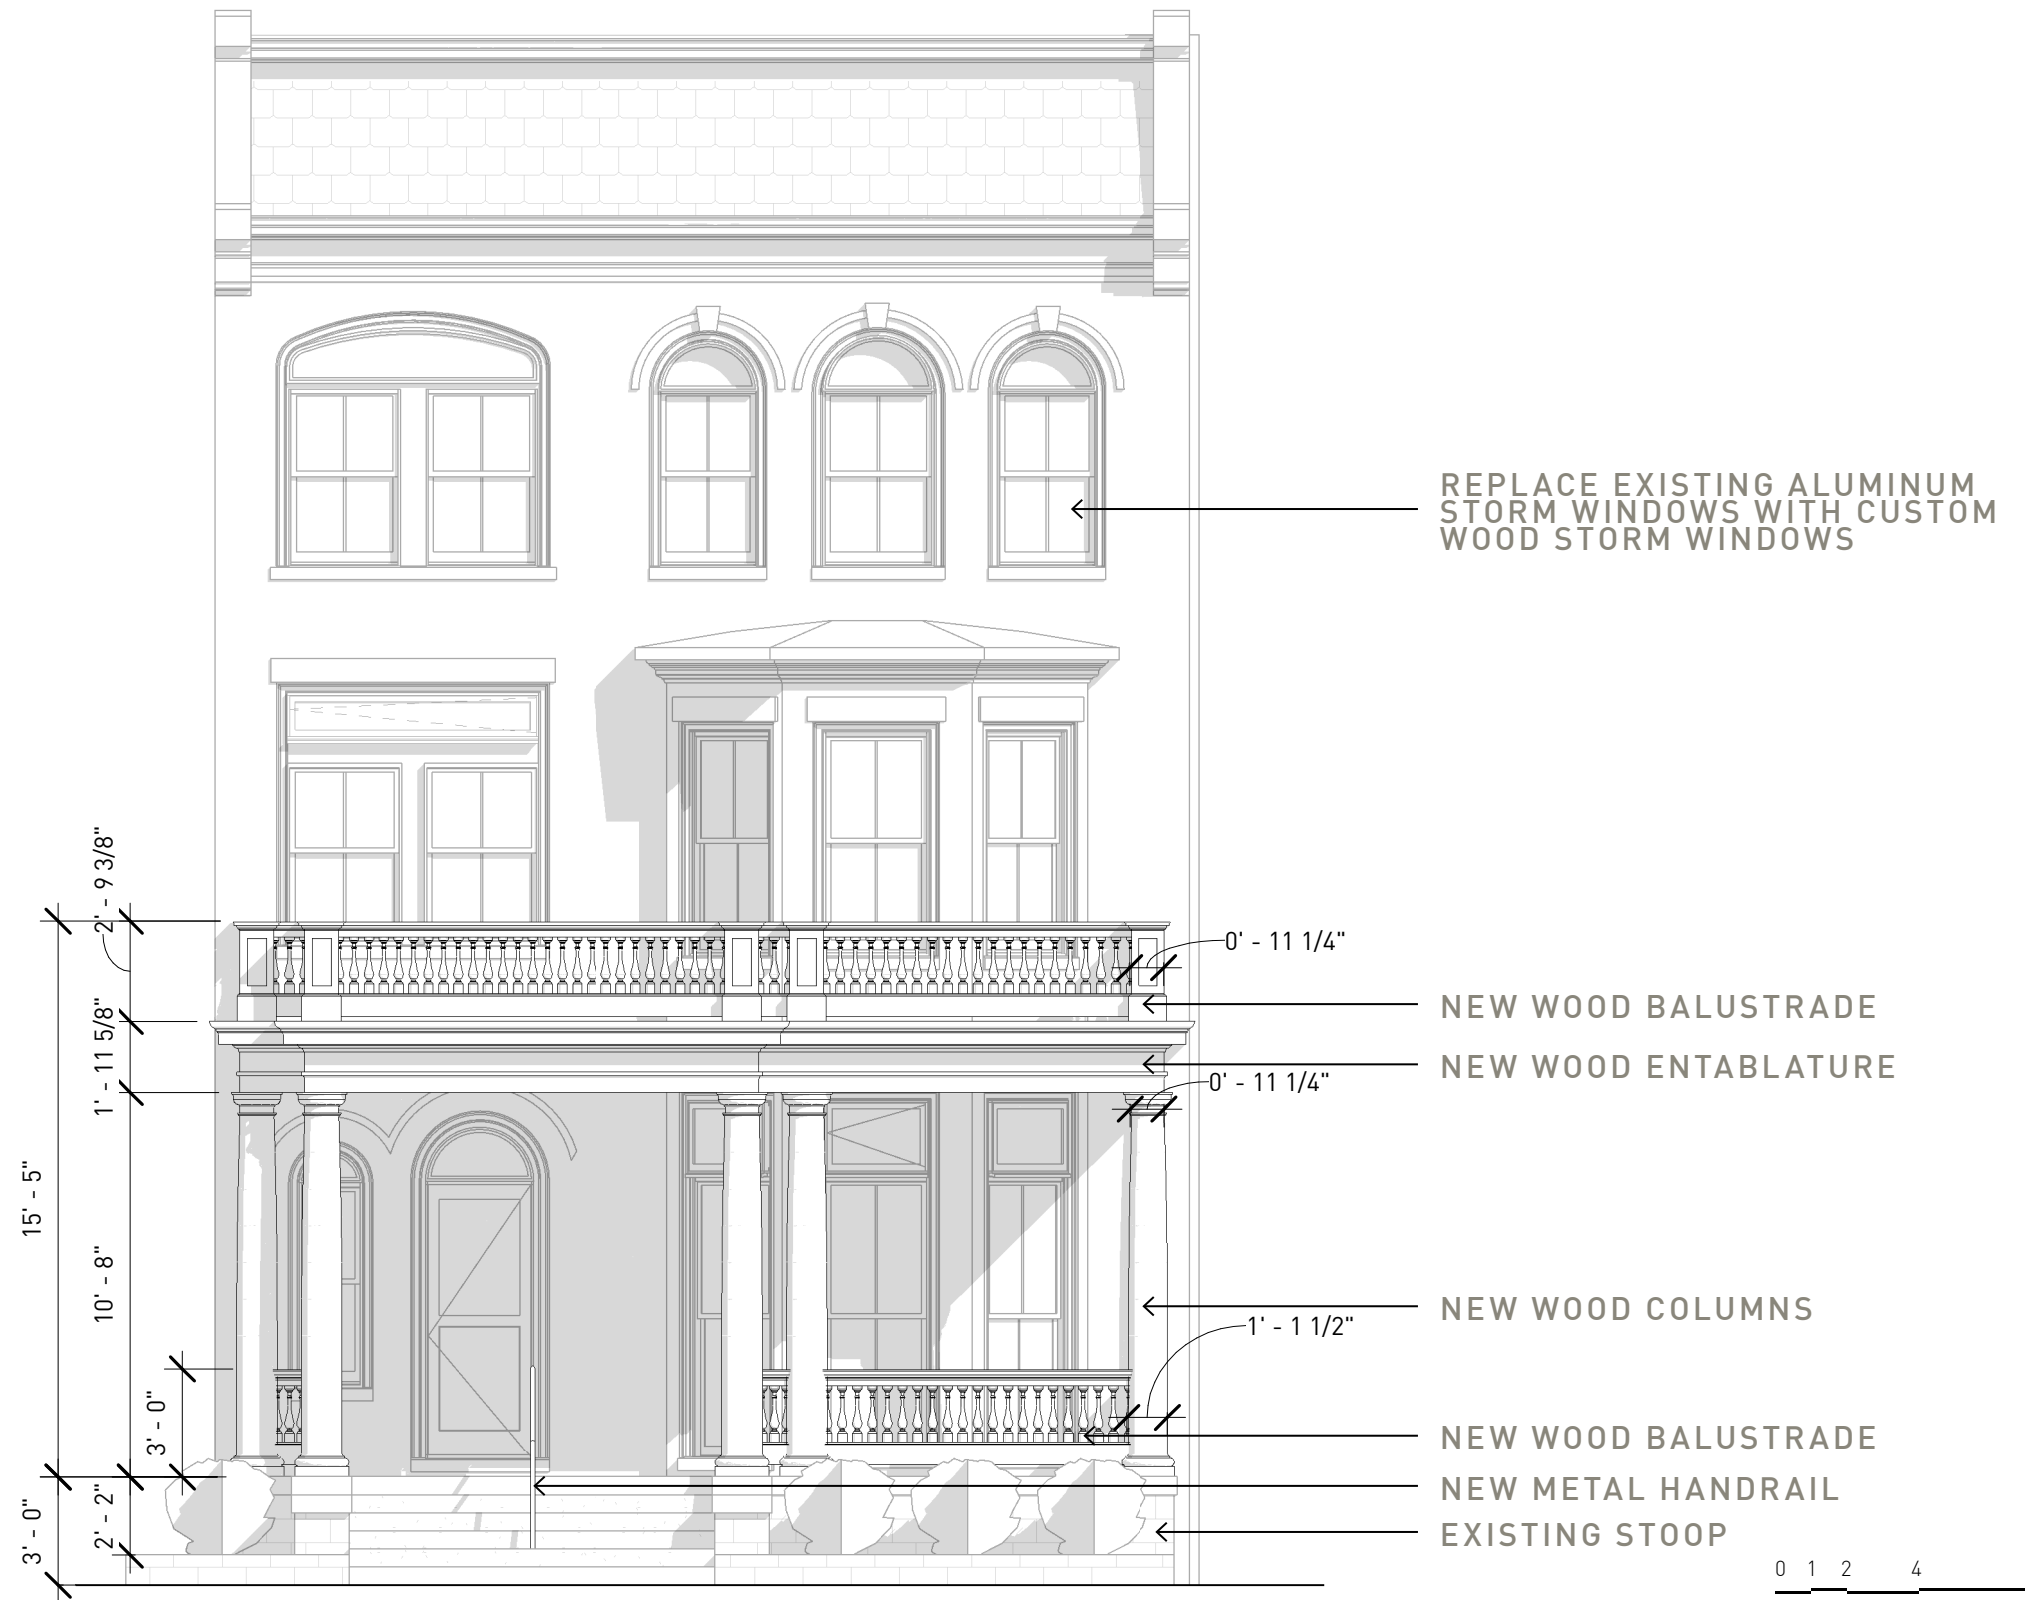 REPLACE EXISTING ALUMINUM
STORM WINDOWS WITH CUSTOM
WOOD STORM WINDOWS
2' - 9 3/8"
0' - 11 1/4"
NEW WOOD BALUSTRADE
1' - 11 5/8"
NEW WOOD ENTABLATURE
0' - 11 1/4"
15' - 5"
10' - 8"
NEW WOOD COLUMNS
1' - 1 1/2"
3' - 0"
NEW WOOD BALUSTRADE
NEW METAL HANDRAIL
3' - 0"
2' - 2"
EXISTING STOOP
0 1 2 4